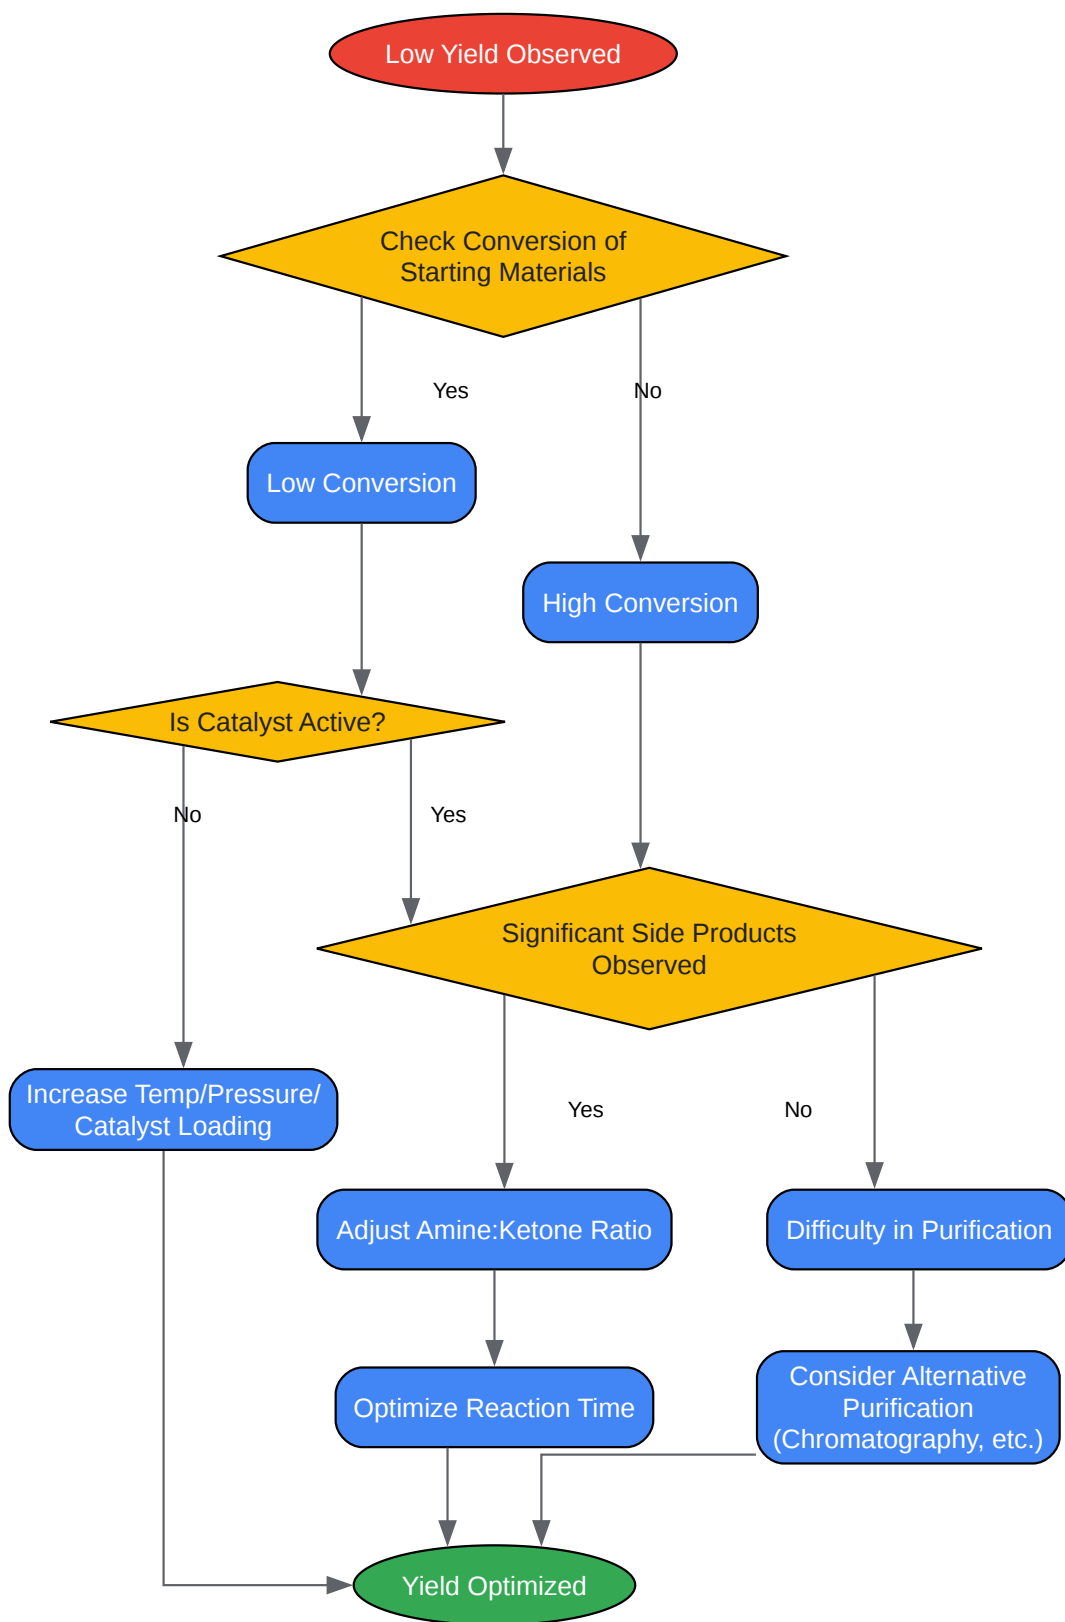 Low Yield Observed
Check Conversion of
Starting Materials
Yes
No
Low Conversion
High Conversion
Is Catalyst Active?
No
Yes
Significant Side Products
Observed
Increase Temp/Pressure/
Catalyst Loading
Yes
No
Adjust Amine:Ketone Ratio
Difficulty in Purification
Optimize Reaction Time
Consider Alternative
Purification
(Chromatography, etc.)
Yield Optimized